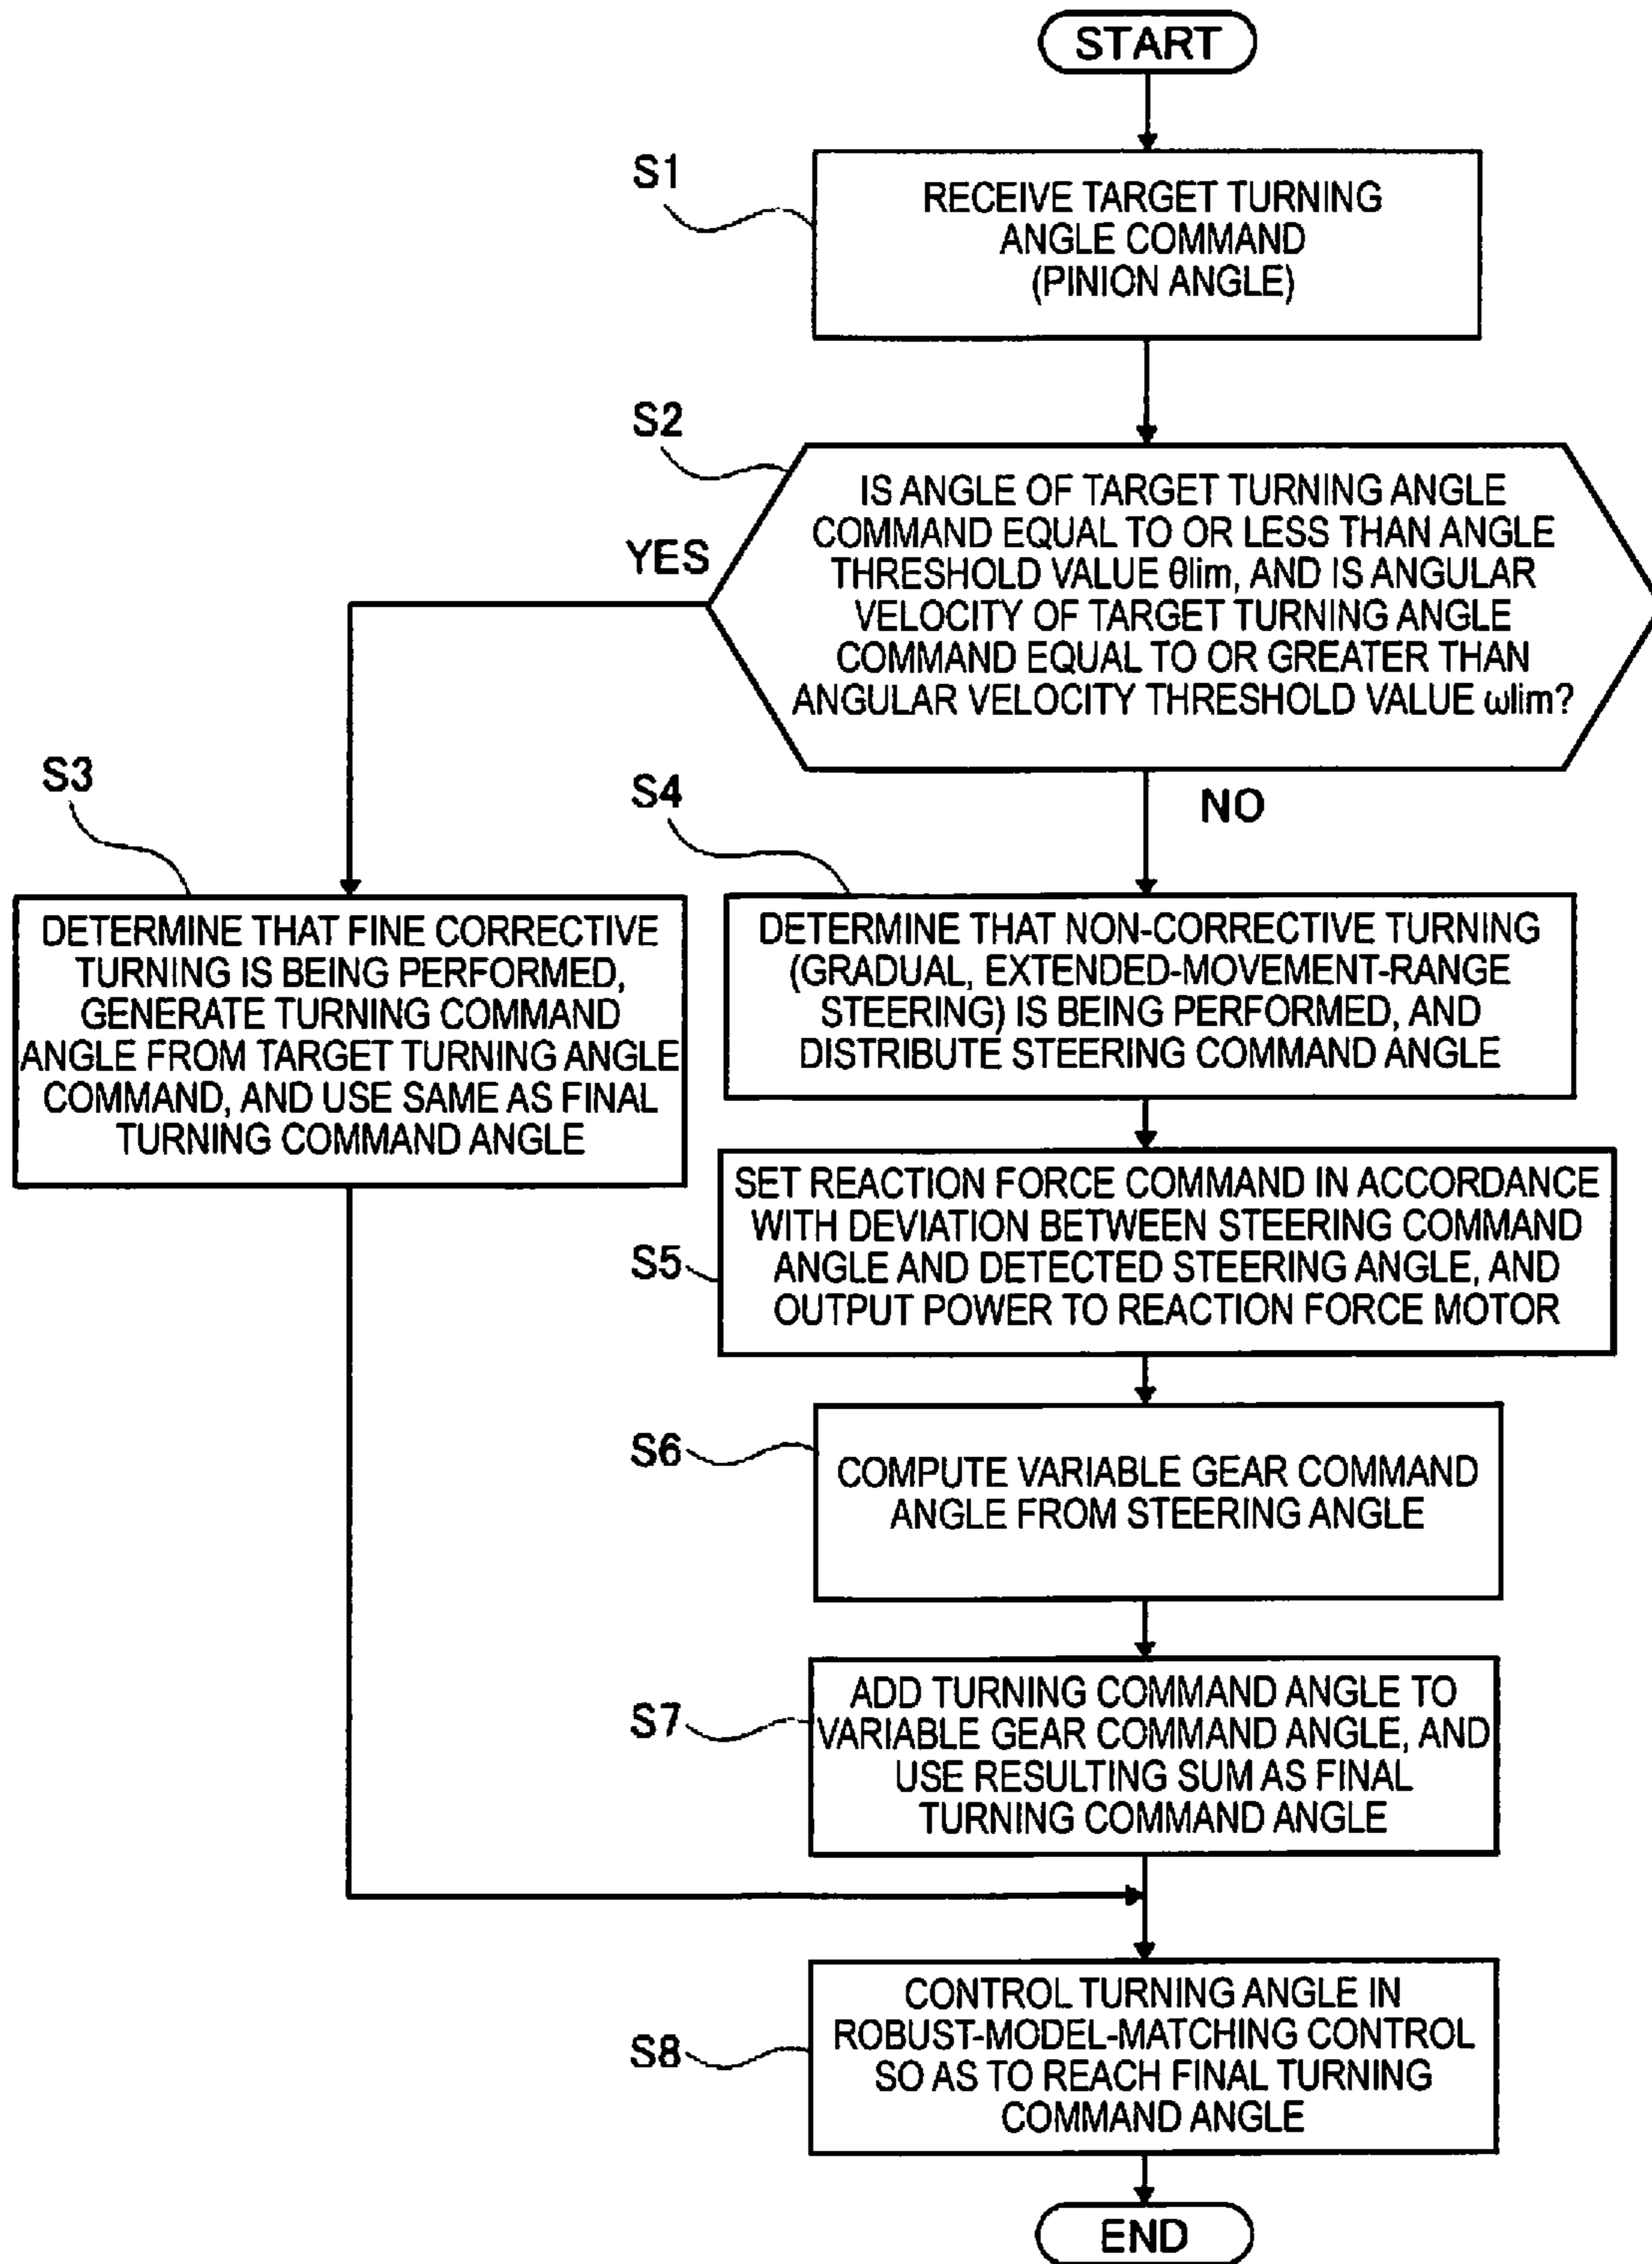 START
S1
RECEIVE TARGET TURNING
ANGLE COMMAND
(PINION ANGLE)
S2
IS ANGLE OF TARGET TURNING ANGLE
COMMAND EQUAL TO OR LESS THAN ANGLE
THRESHOLD VALUE θlim, AND IS ANGULAR
VELOCITY OF TARGET TURNING ANGLE
COMMAND EQUAL TO OR GREATER THAN
ANGULAR VELOCITY THRESHOLD VALUE ωlim?
YES
NO
S3
DETERMINE THAT FINE CORRECTIVE
TURNING IS BEING PERFORMED,
GENERATE TURNING COMMAND
ANGLE FROM TARGET TURNING ANGLE
COMMAND, AND USE SAME AS FINAL
TURNING COMMAND ANGLE
S4
DETERMINE THAT NON-CORRECTIVE TURNING
(GRADUAL, EXTENDED-MOVEMENT-RANGE
STEERING) IS BEING PERFORMED, AND
DISTRIBUTE STEERING COMMAND ANGLE
S5
SET REACTION FORCE COMMAND IN ACCORDANCE
WITH DEVIATION BETWEEN STEERING COMMAND
ANGLE AND DETECTED STEERING ANGLE, AND
OUTPUT POWER TO REACTION FORCE MOTOR
S6
COMPUTE VARIABLE GEAR COMMAND
ANGLE FROM STEERING ANGLE
S7
ADD TURNING COMMAND ANGLE TO
VARIABLE GEAR COMMAND ANGLE, AND
USE RESULTING SUM AS FINAL
TURNING COMMAND ANGLE
S8
CONTROL TURNING ANGLE IN
ROBUST-MODEL-MATCHING CONTROL
SO AS TO REACH FINAL TURNING
COMMAND ANGLE
END